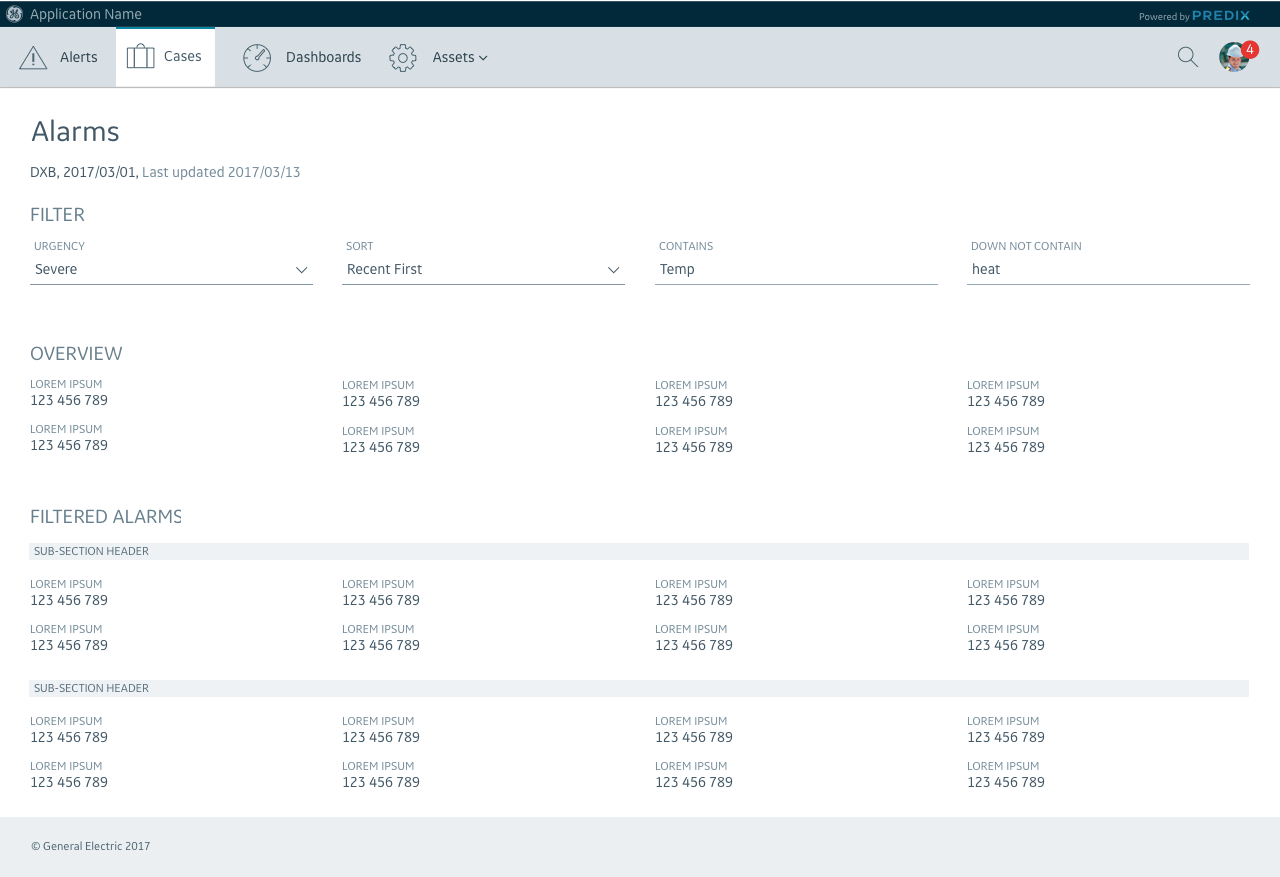 Application Name
Powered by PREDIX
Alerts
Cases
Dashboards
Assets
4
Alarms
DXB, 2017/03/01, Last updated 2017/03/13
FILTER
URGENCY SORT CONTAINS DOWN NOT CONTAIN
Severe Recent First Temp heat
OVERVIEW
LOREM IPSUM LOREM IPSUM LOREM IPSUM LOREM IPSUM
123 456 789 123 456 789 123 456 789 123 456 789
LOREM IPSUM LOREM IPSUM LOREM IPSUM LOREM IPSUM
123 456 789 123 456 789 123 456 789 123 456 789
FILTERED ALARMS
SUB-SECTION HEADER
LOREM IPSUM LOREM IPSUM LOREM IPSUM LOREM IPSUM
123 456 789 123 456 789 123 456 789 123 456 789
LOREM IPSUM LOREM IPSUM LOREM IPSUM LOREM IPSUM
123 456 789 123 456 789 123 456 789 123 456 789
SUB-SECTION HEADER
LOREM IPSUM LOREM IPSUM LOREM IPSUM LOREM IPSUM
123 456 789 123 456 789 123 456 789 123 456 789
LOREM IPSUM LOREM IPSUM LOREM IPSUM LOREM IPSUM
123 456 789 123 456 789 123 456 789 123 456 789
© General Electric 2017